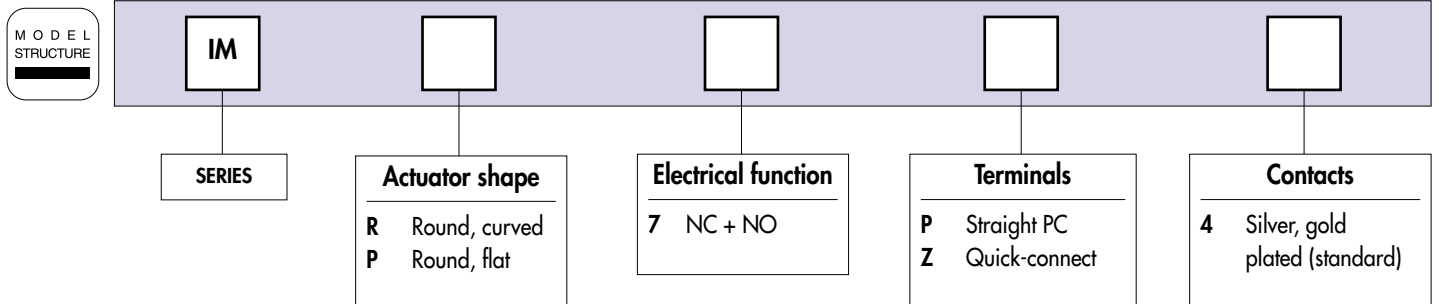 MODEL
STRUCTURE
IM
SERIES
Actuator shape
R Round, curved
P Round, flat
Electrical function
7 NC + NO
Terminals
P Straight PC
Z Quick-connect
Contacts
4 Silver, gold
plated (standard)